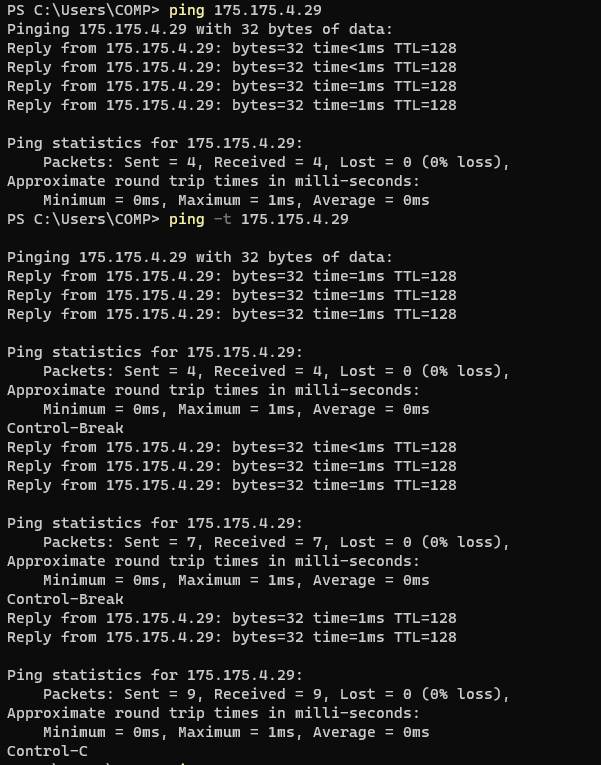 PS C:\Users\COMP> ping 175.175.4.29
Pinging 175.175.4.29 with 32 bytes of data:
Reply from 175.175.4.29: bytes=32 time<1ms TTL=128
Reply from 175.175.4.29: bytes=32 time<1ms TTL=128
Reply from 175.175.4.29: bytes=32 time=1ms TTL=128
Reply from 175.175.4.29: bytes=32 time=1ms TTL=128

Ping statistics for 175.175.4.29:
    Packets: Sent = 4, Received = 4, Lost = 0 (0% loss),
Approximate round trip times in milli-seconds:
    Minimum = 0ms, Maximum = 1ms, Average = 0ms
PS C:\Users\COMP> ping -t 175.175.4.29

Pinging 175.175.4.29 with 32 bytes of data:
Reply from 175.175.4.29: bytes=32 time=1ms TTL=128
Reply from 175.175.4.29: bytes=32 time=1ms TTL=128
Reply from 175.175.4.29: bytes=32 time=1ms TTL=128

Ping statistics for 175.175.4.29:
    Packets: Sent = 4, Received = 4, Lost = 0 (0% loss),
Approximate round trip times in milli-seconds:
    Minimum = 0ms, Maximum = 1ms, Average = 0ms
Control-Break
Reply from 175.175.4.29: bytes=32 time<1ms TTL=128
Reply from 175.175.4.29: bytes=32 time=1ms TTL=128
Reply from 175.175.4.29: bytes=32 time=1ms TTL=128

Ping statistics for 175.175.4.29:
    Packets: Sent = 7, Received = 7, Lost = 0 (0% loss),
Approximate round trip times in milli-seconds:
    Minimum = 0ms, Maximum = 1ms, Average = 0ms
Control-Break
Reply from 175.175.4.29: bytes=32 time=1ms TTL=128
Reply from 175.175.4.29: bytes=32 time=1ms TTL=128

Ping statistics for 175.175.4.29:
    Packets: Sent = 9, Received = 9, Lost = 0 (0% loss),
Approximate round trip times in milli-seconds:
    Minimum = 0ms, Maximum = 1ms, Average = 0ms
Control-C